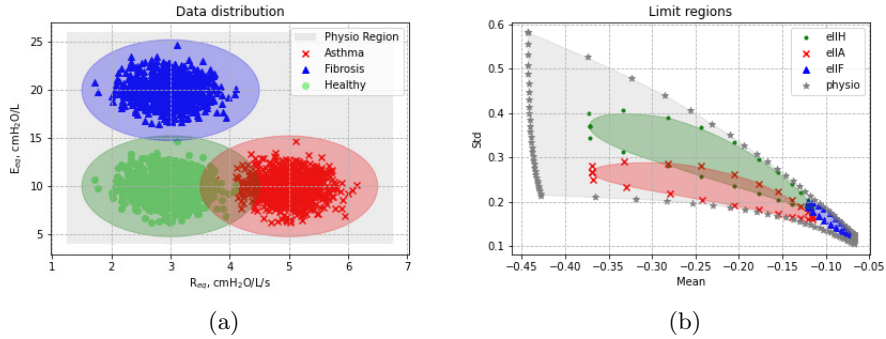 Data distribution
Physio Region
Asthma
Fibrosis
Healthy
E_eq, cmH₂O/L
25
20
15
10
5
1 2 3 4 5 6 7
R_eq, cmH₂O/L/s
(a)
Limit regions
ellH
ellA
ellF
physio
Std
0.6
0.5
0.4
0.3
0.2
0.1
−0.45 −0.40 −0.35 −0.30 −0.25 −0.20 −0.15 −0.10 −0.05
Mean
(b)